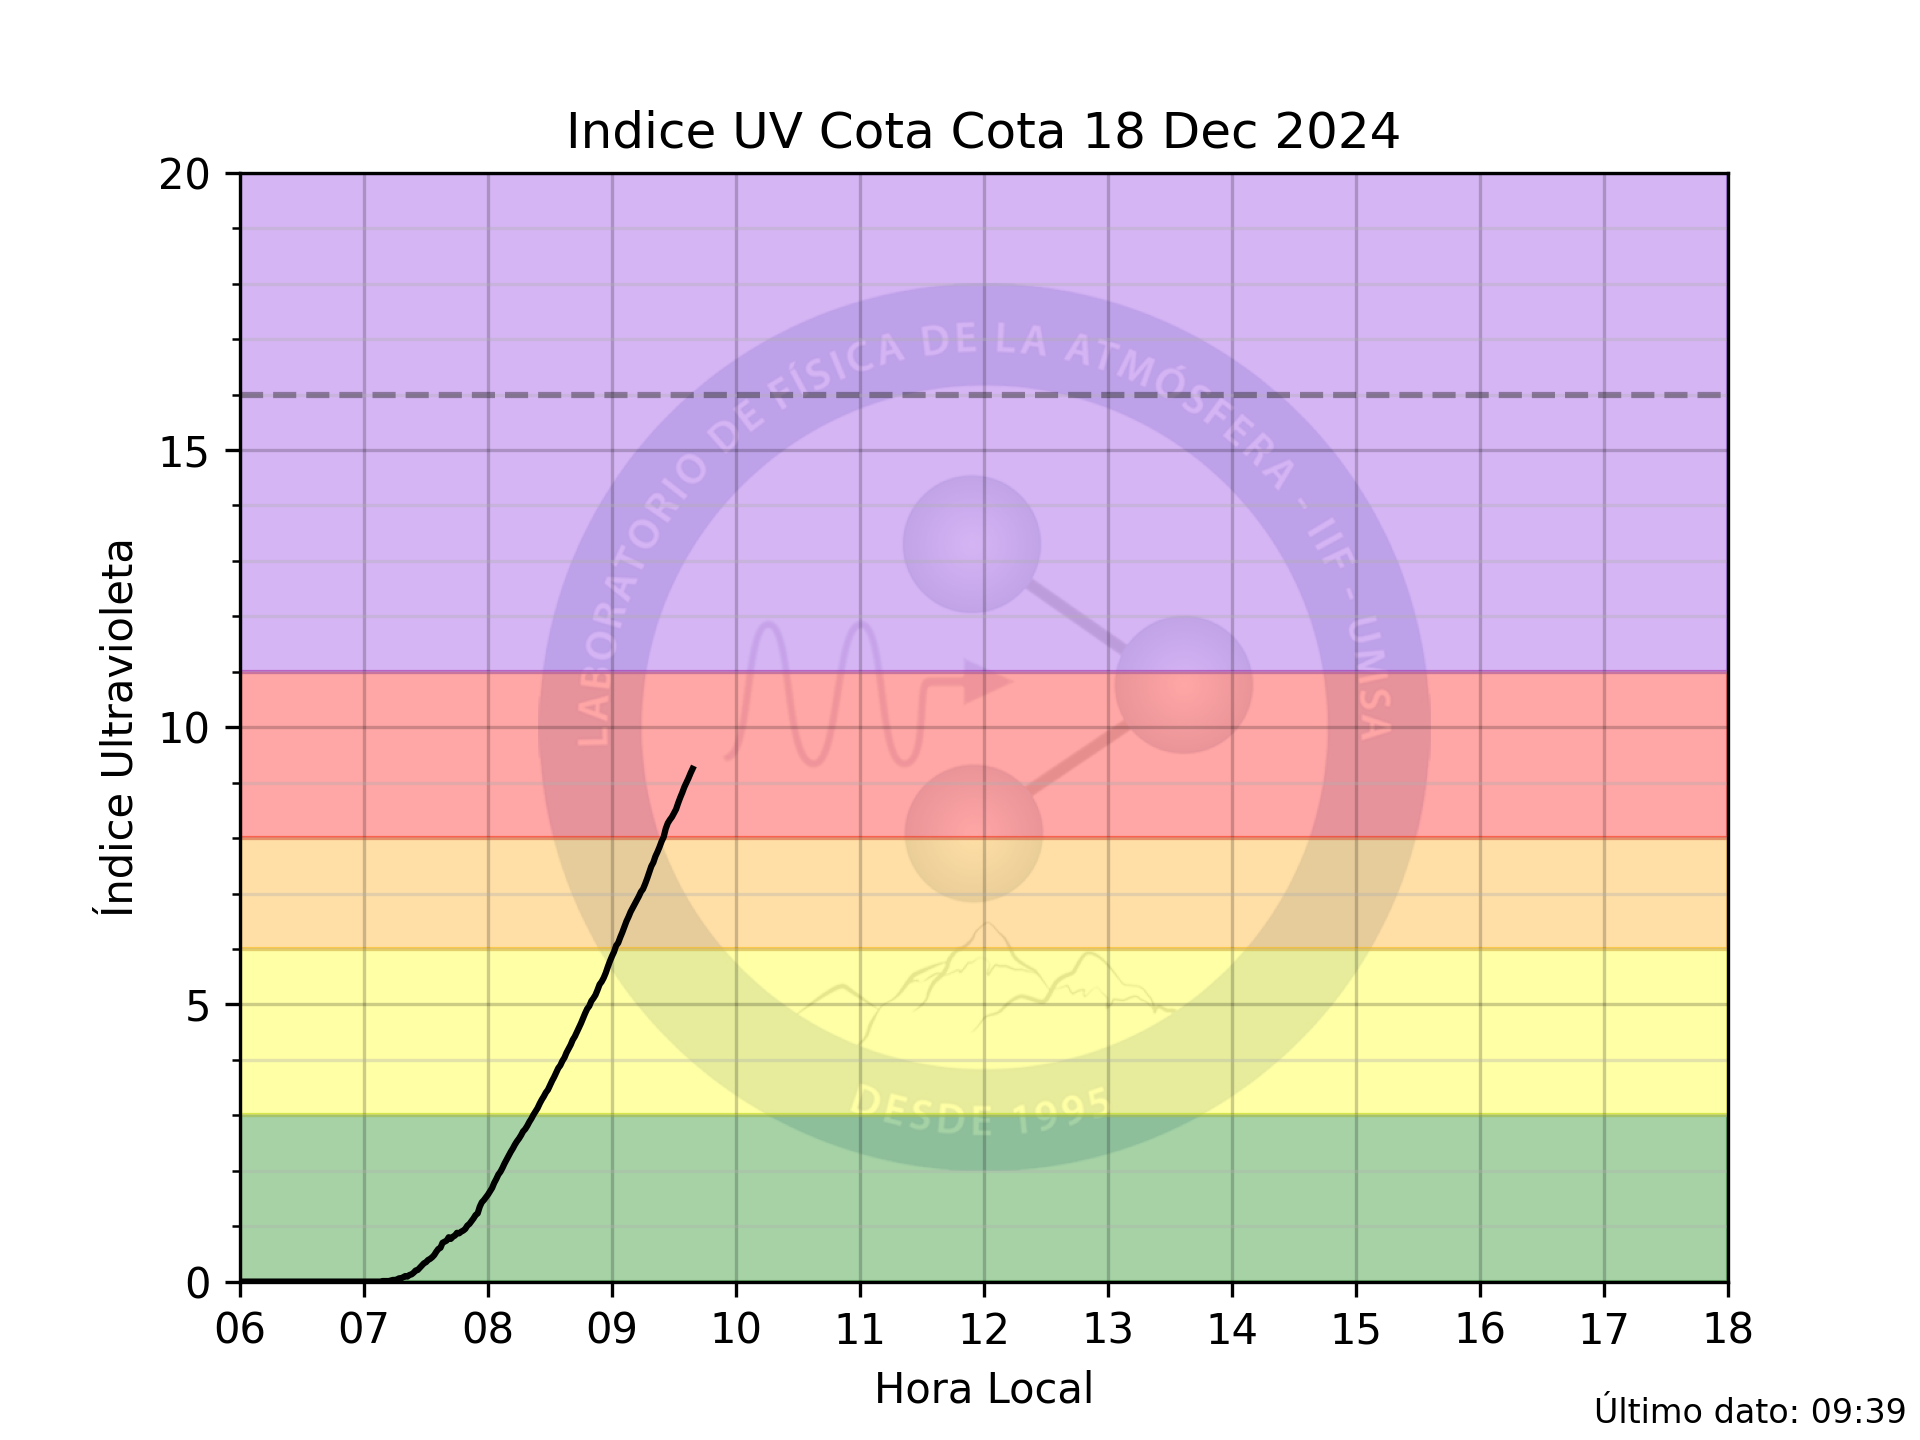 Indice UV Cota Cota 18 Dec 2024
20
15
10
5
0
Índice Ultravioleta
LABORATORIO DE FÍSICA DE LA ATMÓSFERA - IIF - UMSA
DESDE 1995
06 07 08 09 10 11 12 13 14 15 16 17 18
Hora Local
Último dato: 09:39